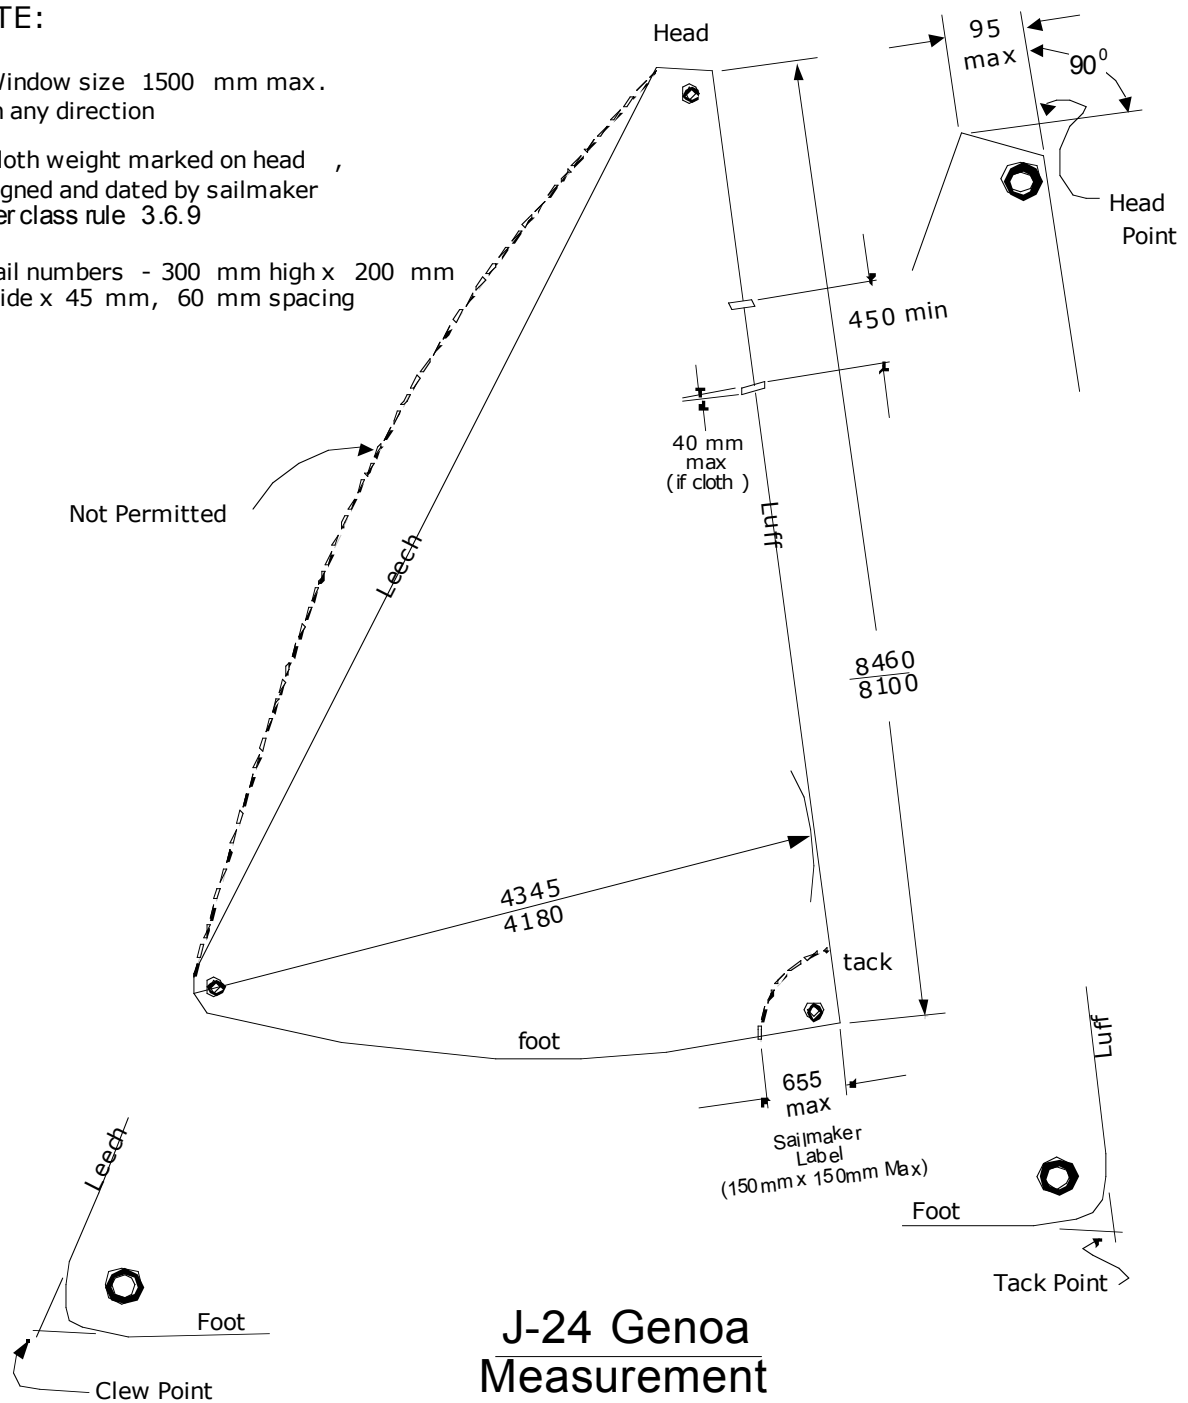 TE:
Window size 1500 mm max.
n any direction
loth weight marked on head ,
gned and dated by sailmaker
er class rule 3.6.9
ail numbers - 300 mm high x 200 mm
ide x 45 mm, 60 mm spacing
Head
95
max
90⁰
Head
Point
450 min
40 mm
max
(if cloth )
Not Permitted
Leech
Luff
8460
8100
4345
4180
tack
foot
655
max
Sailmaker
Label
(150mm x 150mm Max)
Luff
Foot
Tack Point
Leech
Foot
Clew Point
J-24 Genoa
Measurement